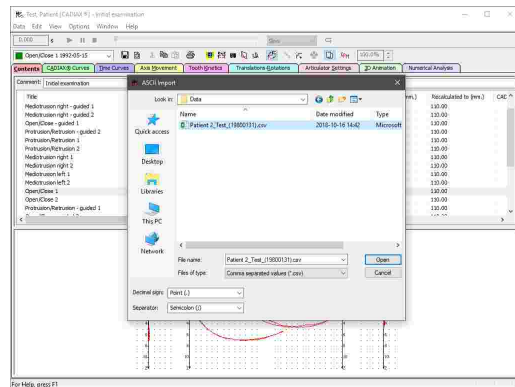 Test, Patient (CADIAX ®) - initial examination
Data Edit View Options Window Help
0.000 s Slow
Open/Close 1 1992-05-15 100.0%
Contents CADIAX® Curves Time Curves Axis Movement Tooth Kinetics Translations-Rotations Articulator Settings 3D Animation Numerical Analysis
Comment: Initial examination
ASCII Import
Look in: Data
Title
Mediotrusion right - guided 1
Mediotrusion right - guided 2
Open/Close - guided 1
Protrusion/Retrusion - guided 2
Protrusion/Retrusion 1
Protrusion/Retrusion 2
Mediotrusion right 1
Mediotrusion right 2
Mediotrusion left 1
Mediotrusion left 2
Open/Close 1
Open/Close 2
Protrusion/Retrusion - guided 1
Quick access
Desktop
Libraries
This PC
Network
Name Date modified Type
Patient 2_Test_(19800131).csv 2018-10-16 14:42 Microsoft
File name: Patient 2_Test_(19800131).csv Open
Files of type: Comma separated values (*.csv) Cancel
Decimal sign: Point (.)
Separator: Semicolon (;)
mm.) Recalculated to (mm.) CAD
110.00
110.00
110.00
110.00
110.00
110.00
110.00
110.00
110.00
110.00
110.00
110.00
110.00
For Help, press F1